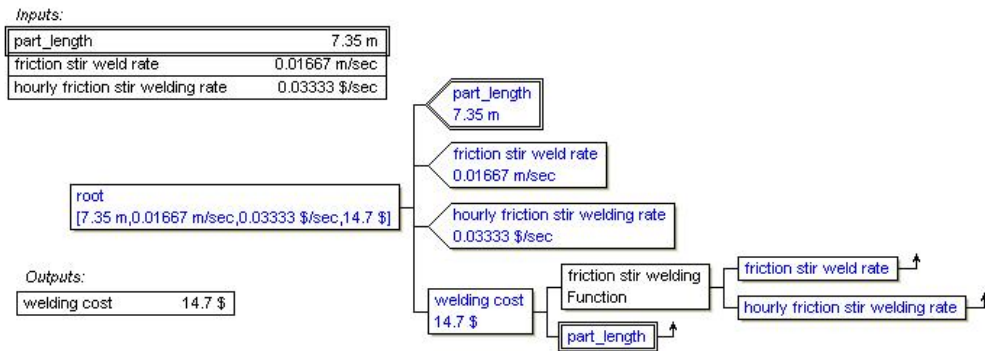 Inputs:
part_length 7.35 m
friction stir weld rate 0.01667 m/sec
hourly friction stir welding rate 0.03333 $/sec
part_length
7.35 m
friction stir weld rate
0.01667 m/sec
root
[7.35 m,0.01667 m/sec,0.03333 $/sec,14.7 $]
hourly friction stir welding rate
0.03333 $/sec
Outputs:
welding cost 14.7 $
welding cost
14.7 $
friction stir welding
Function
friction stir weld rate
hourly friction stir welding rate
part_length